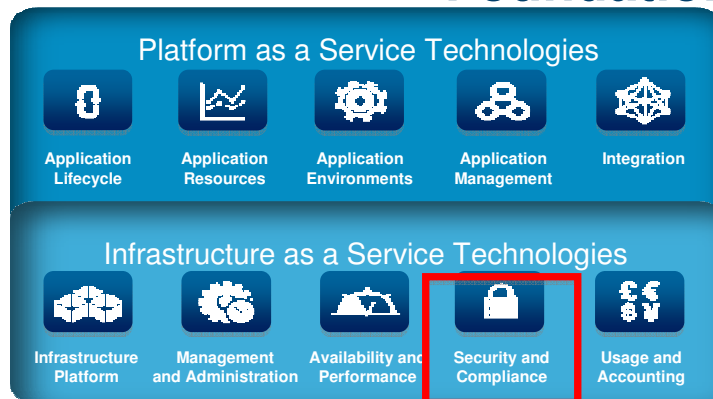 Platform as a Service Technologies
Application
Lifecycle
Application
Resources
Application
Environments
Application
Management
Integration
Infrastructure as a Service Technologies
£ €
$ ¥
Infrastructure
Platform
Management
and Administration
Availability and
Performance
Security and
Compliance
Usage and
Accounting